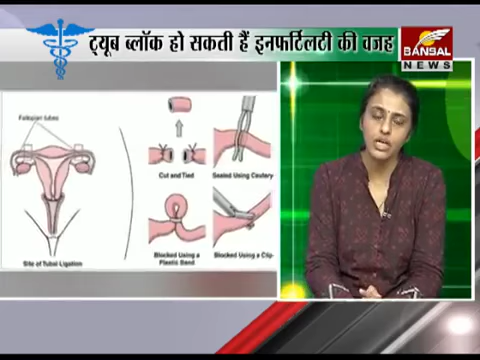 ट्यूब ब्लॉक हो सकती हैं इनफर्टिलटी की वजह
BANSAL
NEWS
Fallopian tubes
Cut and Tied
Sealed Using Cautery
Blocked Using a
Plastic Band
Blocked Using a Clip
Site of Tubal Ligation